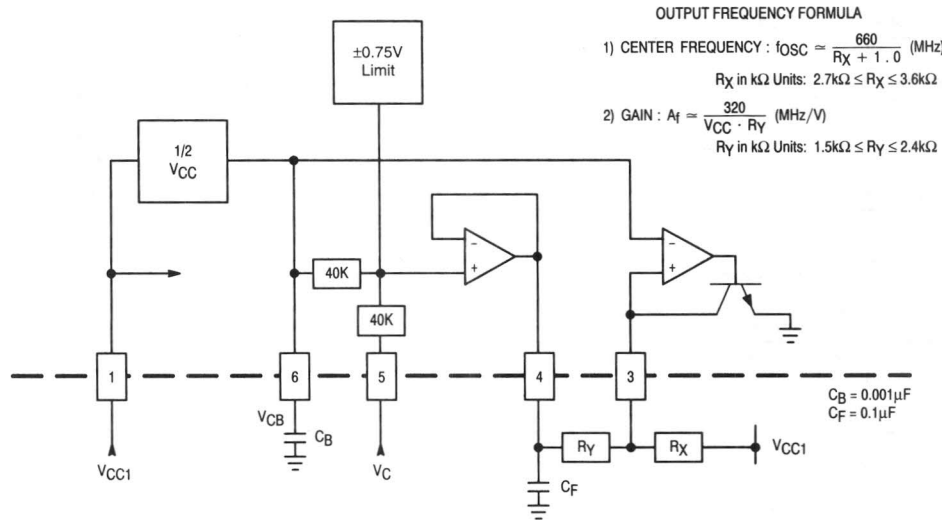 OUTPUT FREQUENCY FORMULA
1) CENTER FREQUENCY : fOSC ≃ 660 / RX + 1 . 0 (MHz)
RX in kΩ Units: 2.7kΩ ≤ RX ≤ 3.6kΩ
2) GAIN : Af ≃ 320 / VCC · RY (MHz/V)
RY in kΩ Units: 1.5kΩ ≤ RY ≤ 2.4kΩ
±0.75V
Limit
1/2
VCC
−
+
−
+
40K
40K
1
6
5
4
3
CB = 0.001μF
CF = 0.1μF
VCB
CB
VCC1
VC
RY
RX
VCC1
CF